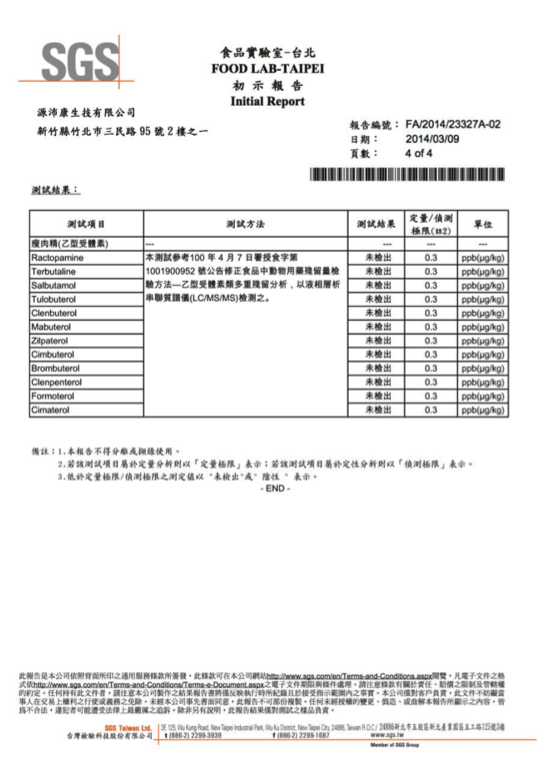 SGS
食品實驗室-台北
FOOD LAB-TAIPEI
初示報告
Initial Report
源沛康生技有限公司
新竹縣竹北市三民路 95 號 2 樓之一
報告編號： FA/2014/23327A-02
日期： 2014/03/09
頁數： 4 of 4
測試結果：
測試項目 測試方法 測試結果 定量/偵測極限(註2) 單位
瘦肉精(乙型受體素) --- --- --- ---
Ractopamine 本測試參考100 年 4 月 7 日署授食字第 未檢出 0.3 ppb(μg/kg)
Terbutaline 1001900952 號公告修正食品中動物用藥殘留量檢 未檢出 0.3 ppb(μg/kg)
Salbutamol 驗方法—乙型受體素類多重殘留分析，以液相層析 未檢出 0.3 ppb(μg/kg)
Tulobuterol 串聯質譜儀(LC/MS/MS)檢測之。 未檢出 0.3 ppb(μg/kg)
Clenbuterol 未檢出 0.3 ppb(μg/kg)
Mabuterol 未檢出 0.3 ppb(μg/kg)
Zilpaterol 未檢出 0.3 ppb(μg/kg)
Cimbuterol 未檢出 0.3 ppb(μg/kg)
Brombuterol 未檢出 0.3 ppb(μg/kg)
Clenpenterol 未檢出 0.3 ppb(μg/kg)
Formoterol 未檢出 0.3 ppb(μg/kg)
Cimaterol 未檢出 0.3 ppb(μg/kg)
備註：1.本報告不得分離或擷錄使用。
2.若該測試項目屬於定量分析則以「定量極限」表示；若該測試項目屬於定性分析則以「偵測極限」表示。
3.低於定量極限/偵測極限之測定值以 "未檢出"或" 陰性 " 表示。
- END -
此報告是本公司依照背面所印之通用服務條款所簽發，此條款可在本公司網站http://www.sgs.com/en/Terms-and-Conditions.aspx閱覽，凡電子文件之格
式依http://www.sgs.com/en/Terms-and-Conditions/Terms-e-Document.aspx之電子文件期限與條件處理。請注意條款有關於責任、賠償之限制及管轄權
的約定。任何持有此文件者，請注意本公司製作之結果報告書將僅反映執行時所紀錄且於接受指示範圍內之事實。本公司僅對客戶負責，此文件不妨礙當
事人在交易上權利之行使或義務之免除。未經本公司事先書面同意，此報告不可部份複製。任何未經授權的變更、偽造、或曲解本報告所顯示之內容，皆
為不合法，違犯者可能遭受法律上最嚴厲之追訴。除非另有說明，此報告結果僅對測試之樣品負責。
SGS Taiwan Ltd. 3F, 125, Wu Kung Road, New Taipei Industrial Park, Wu Ku District, New Taipei City, 24886, Taiwan R.O.C./ 24886新北市五股區新北產業園區五工路125號3樓
台灣檢驗科技股份有限公司 t (886-2) 2299-3939 f (886-2) 2299-1687 www.sgs.tw
Member of SGS Group